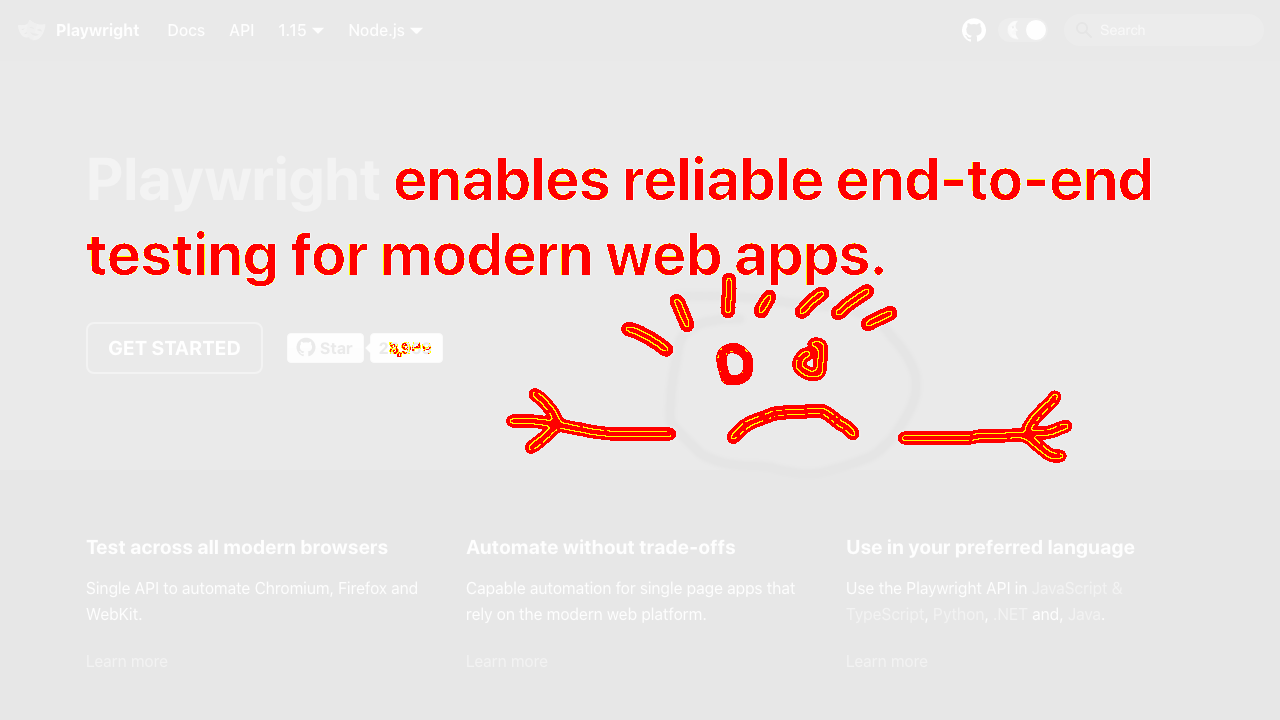 Playwright Docs API 1.15 Node.js Search
Playwright enables reliable end-to-end
testing for modern web apps.
GET STARTED Star
Test across all modern browsers
Single API to automate Chromium, Firefox and
WebKit.
Learn more
Automate without trade-offs
Capable automation for single page apps that
rely on the modern web platform.
Learn more
Use in your preferred language
Use the Playwright API in JavaScript &
TypeScript, Python, .NET and, Java.
Learn more